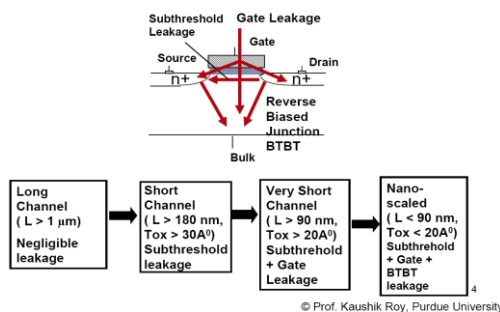 Subthreshold
Leakage
Gate Leakage
Gate
Source
Drain
n+
n+
Reverse
Biased
Junction
BTBT
Bulk
Long
Channel
( L > 1 μm)
Negligible
leakage
Short
Channel
( L > 180 nm,
Tox > 30A⁰)
Subthreshold
leakage
Very Short
Channel
( L > 90 nm,
Tox > 20A⁰)
Subthrehold
+ Gate
Leakage
Nano-
scaled
( L < 90 nm,
Tox < 20A⁰)
Subthrehold
+ Gate +
BTBT
leakage
4
© Prof. Kaushik Roy, Purdue University